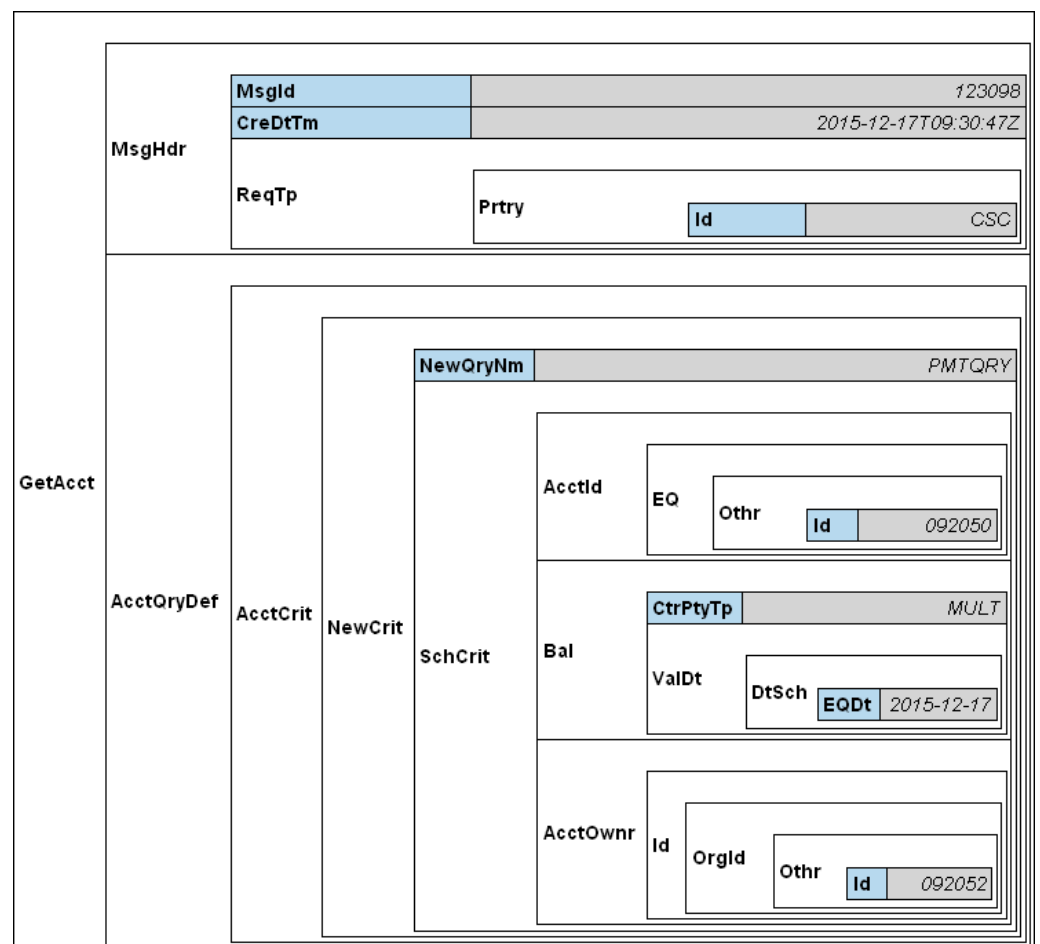 MsgId 123098
CreDtTm 2015-12-17T09:30:47Z
MsgHdr
ReqTp
Prtry
Id CSC
NewQryNm PMTQRY
GetAcct
AcctId
EQ
Othr
Id 092050
AcctQryDef
AcctCrit
NewCrit
SchCrit
CtrPtyTp MULT
Bal
ValDt
DtSch
EQDt 2015-12-17
AcctOwnr
Id
OrgId
Othr
Id 092052